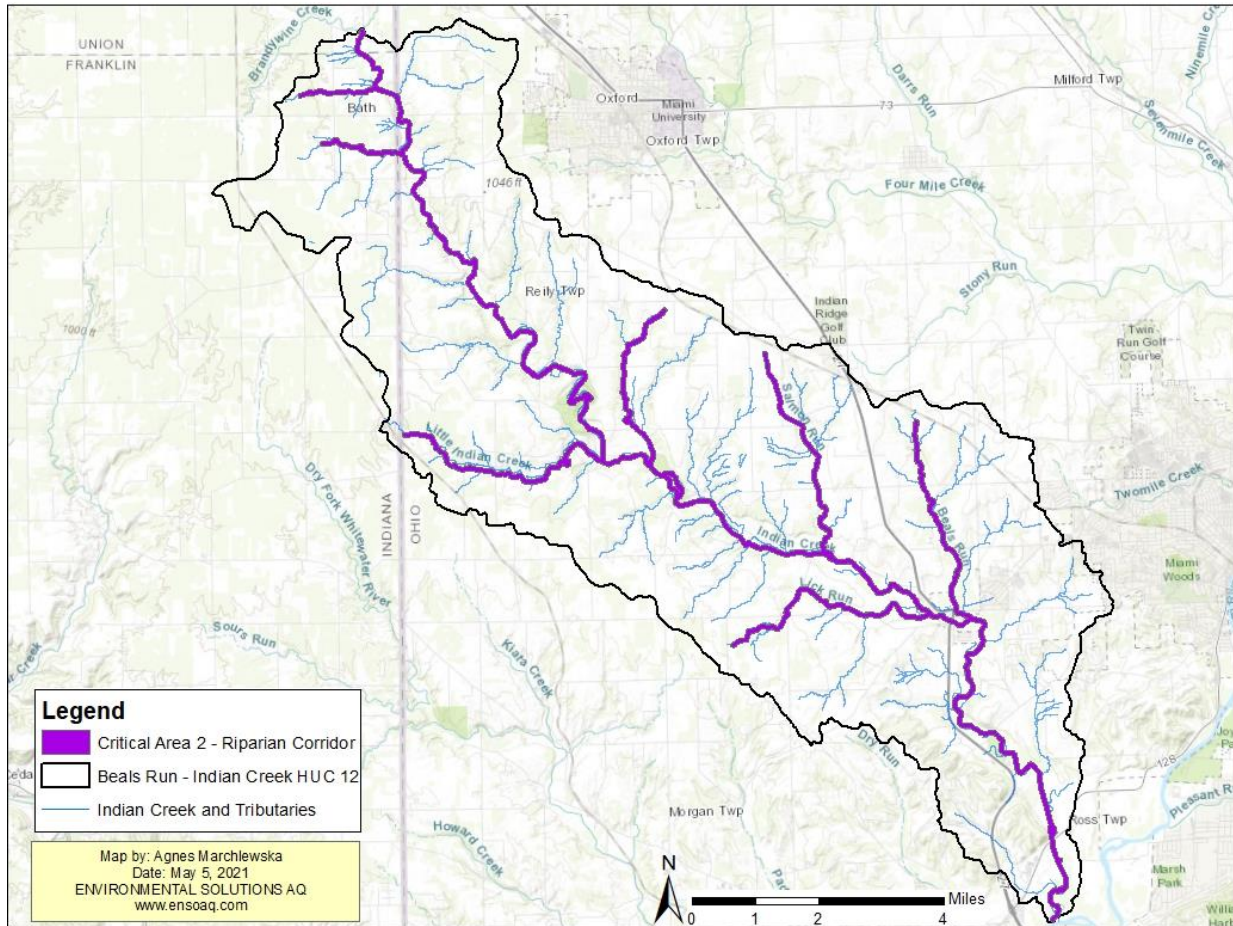 UNION
FRANKLIN
Brandywine Creek
Bath
Oxford
Miami
University
Oxford Twp
73
Milford Twp
Darrs Run
Sevenmile Creek
Four Mile Creek
1046 ft
Stony Run
Reily Twp
Indian
Ridge
Golf
Club
Twin
Run Golf
Course
1000 ft
Salmon Run
Little Indian Creek
Beals Run
Twomile Creek
INDIANA
OHIO
Dry Fork Whitewater River
Indian Creek
Lick Run
Miami
Woods
Sours Run
Kiata Creek
Dry Run
128
Pleasant
Morgan Twp
Ross Twp
Howard Creek
Marsh
Park
Legend
Critical Area 2 - Riparian Corridor
Beals Run - Indian Creek HUC 12
Indian Creek and Tributaries
Map by: Agnes Marchlewska
Date: May 5, 2021
ENVIRONMENTAL SOLUTIONS AQ
www.ensoaq.com
N
0 1 2 4 Miles